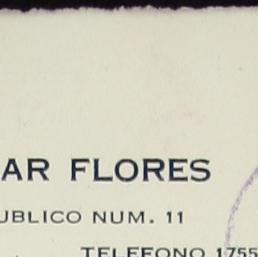 AR FLORES
UBLICO NUM. 11
TELEFONO 1755